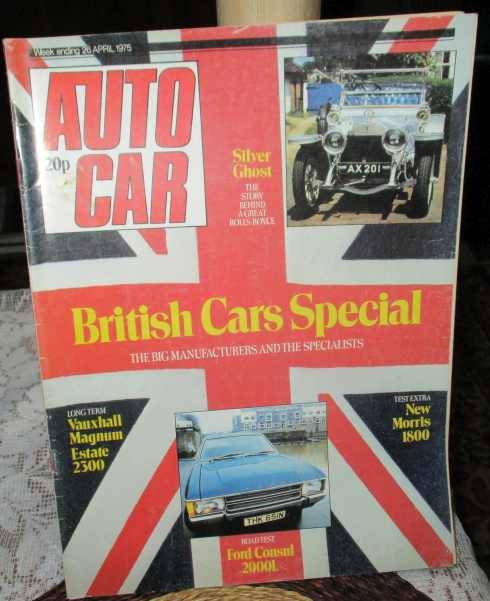 Week ending 26 APRIL 1975
AUTO
20p
CAR
Silver
Ghost
THE
STORY
BEHIND
A GREAT
ROLLS-ROYCE
AX 201
British Cars Special
THE BIG MANUFACTURERS AND THE SPECIALISTS
LONG TERM
Vauxhall
Magnum
Estate
2300
TEST EXTRA
New
Morris
1800
THK 651N
ROAD TEST
Ford Consul
2000L